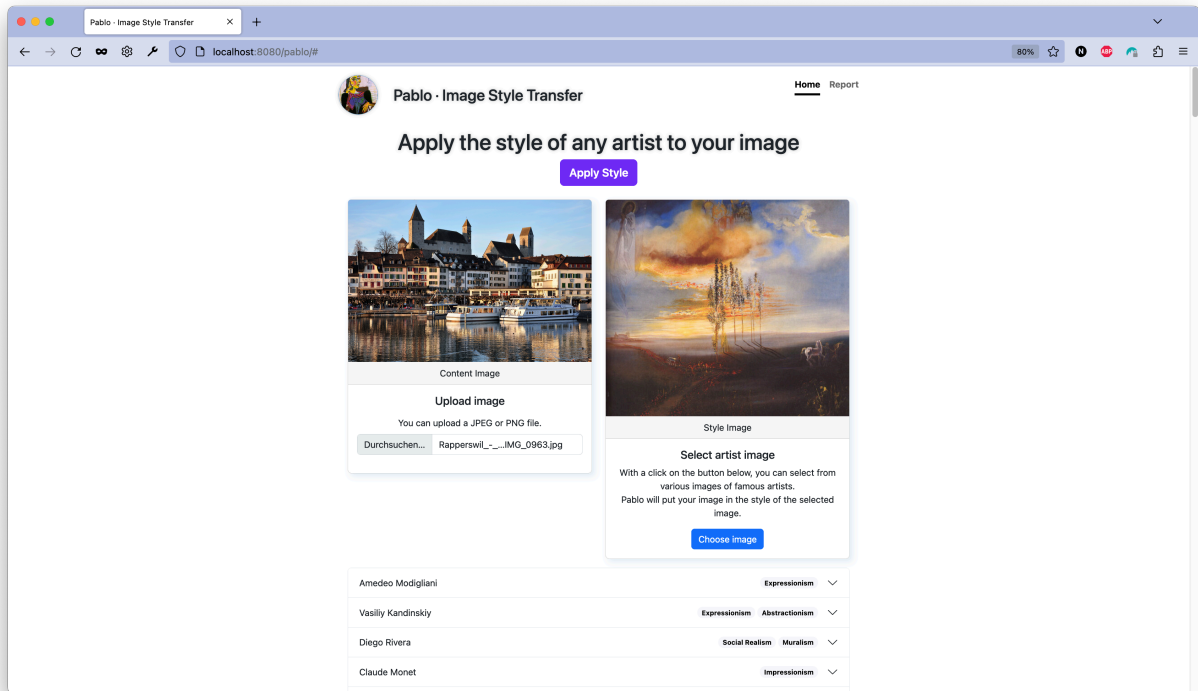 Pablo · Image Style Transfer
localhost:8080/pablo/#
80%
N
ABP
Pablo · Image Style Transfer
Home Report
Apply the style of any artist to your image
Apply Style
Content Image
Upload image
You can upload a JPEG or PNG file.
Durchsuchen... Rapperswil_-_...IMG_0963.jpg
Style Image
Select artist image
With a click on the button below, you can select from
various images of famous artists.
Pablo will put your image in the style of the selected
image.
Choose image
Amedeo Modigliani Expressionism
Vasiliy Kandinskiy Expressionism Abstractionism
Diego Rivera Social Realism Muralism
Claude Monet Impressionism